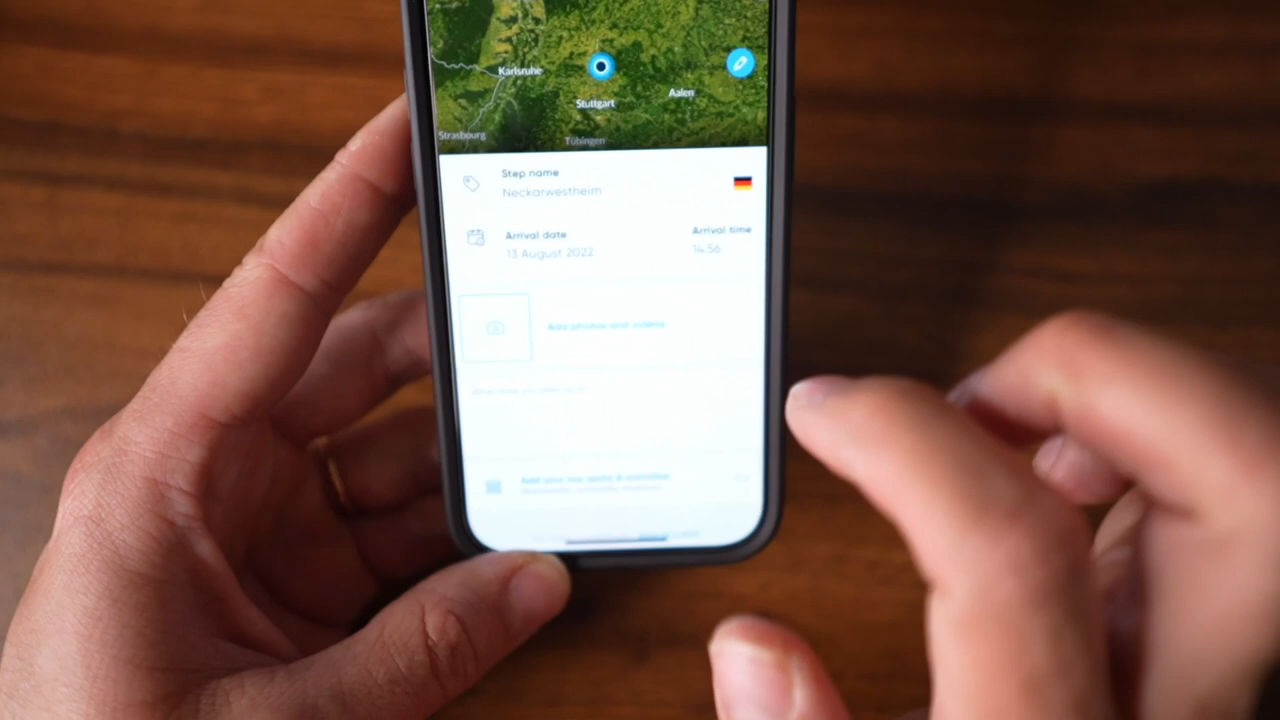 Karlsruhe
Stuttgart
Aalen
Strasbourg
Tübingen
Step name
Neckarwestheim
Arrival date
Arrival time
13 August 2022
14:56
Add photos and videos